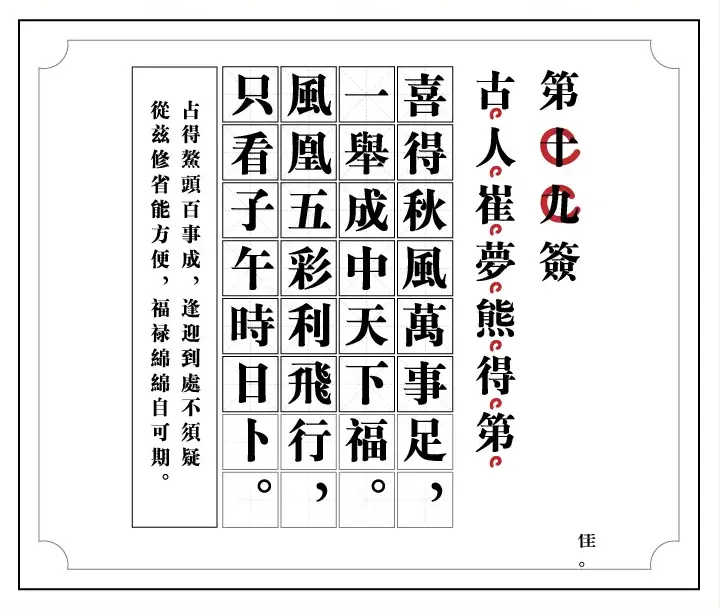 第十九簽
古人崔夢熊得第
喜得秋風萬事足，
一舉成中天下福。
風凰五彩利飛行，
只看子午時日卜。
占得鰲頭百事成，逢迎到處不須疑
從茲修省能方便，福祿綿綿自可期。
隹。